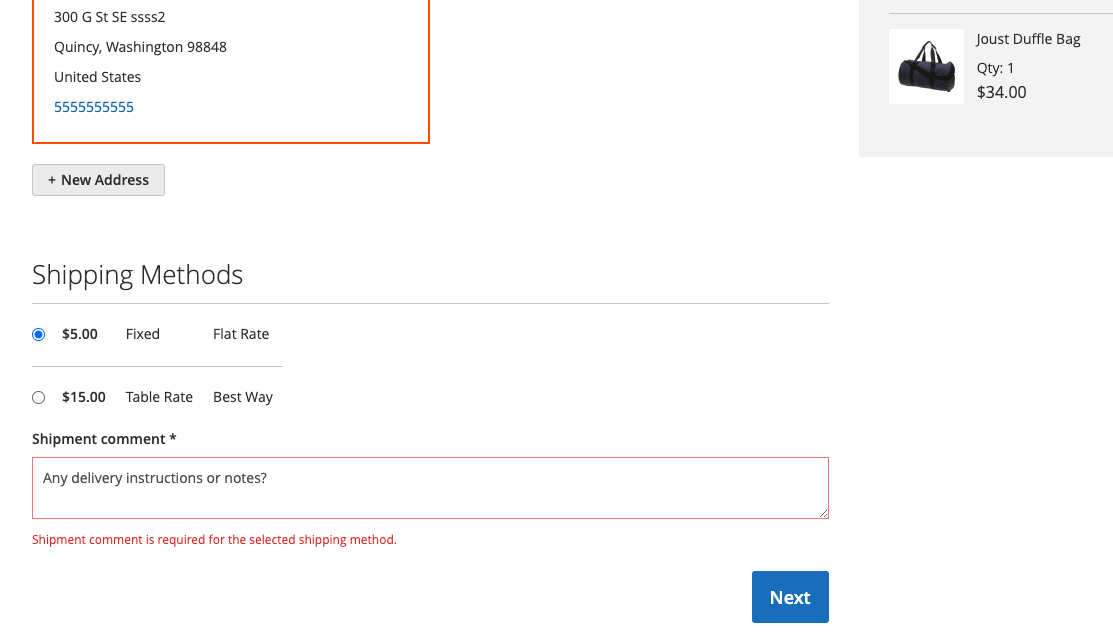 300 G St SE ssss2
Quincy, Washington 98848
United States
5555555555
+ New Address
Joust Duffle Bag
Qty: 1
$34.00
Shipping Methods
$5.00 Fixed Flat Rate
$15.00 Table Rate Best Way
Shipment comment *
Any delivery instructions or notes?
Shipment comment is required for the selected shipping method.
Next